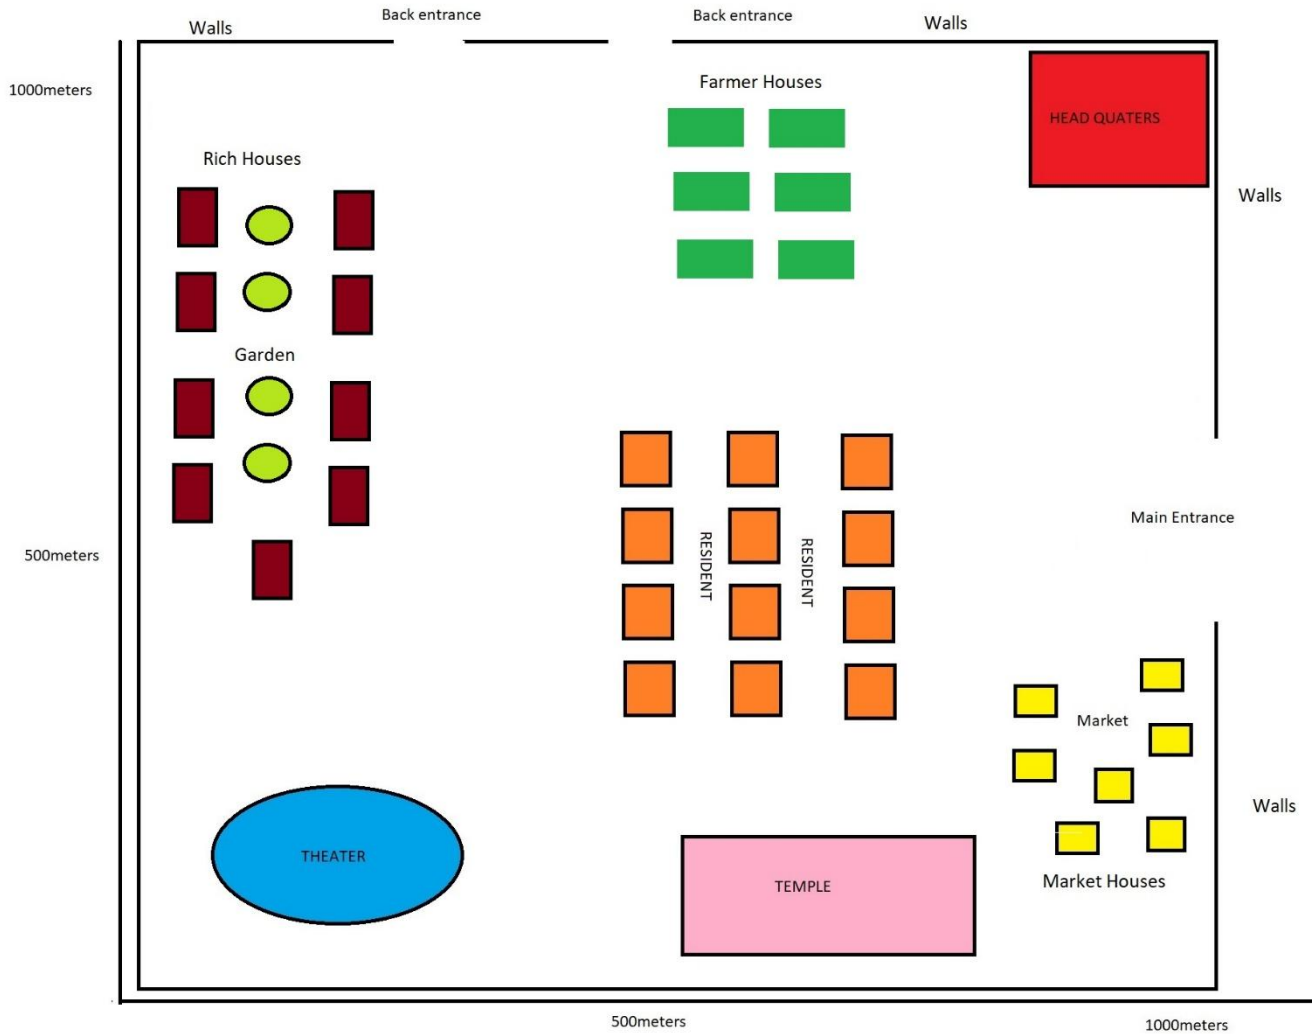 Back entrance
Back entrance
Walls
Walls
1000meters
Farmer Houses
HEAD QUATERS
Rich Houses
Walls
Garden
Main Entrance
500meters
RESIDENT
RESIDENT
Market
Walls
THEATER
TEMPLE
Market Houses
500meters
1000meters